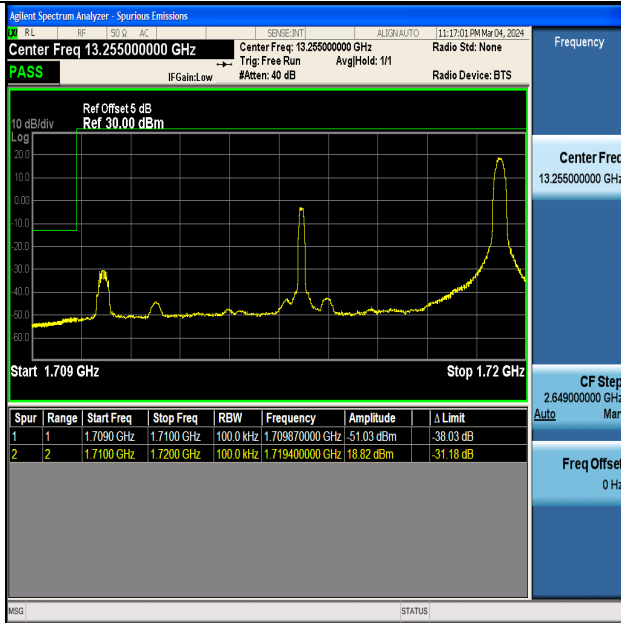 Agilent Spectrum Analyzer - Spurious Emissions
RL RF 50 Ω AC SENSE:INT ALIGN AUTO 11:17:01 PM Mar 04, 2024
Center Freq 13.255000000 GHz
Center Freq: 13.255000000 GHz
Radio Std: None
Trig: Free Run Avg|Hold: 1/1
PASS
IFGain:Low
#Atten: 40 dB
Radio Device: BTS
Ref Offset 5 dB
10 dB/div Ref 30.00 dBm
Log
20.0
10.0
0.00
-10.0
-20.0
-30.0
-40.0
-50.0
-60.0
Start 1.709 GHz Stop 1.72 GHz
Spur Range Start Freq Stop Freq RBW Frequency Amplitude Δ Limit
1 1 1.7090 GHz 1.7100 GHz 100.0 kHz 1.709870000 GHz -51.03 dBm -38.03 dB
2 2 1.7100 GHz 1.7200 GHz 100.0 kHz 1.719400000 GHz 18.82 dBm -31.18 dB
Frequency
Center Freq
13.255000000 GHz
CF Step
2.649000000 GHz
Auto Man
Freq Offset
0 Hz
MSG STATUS